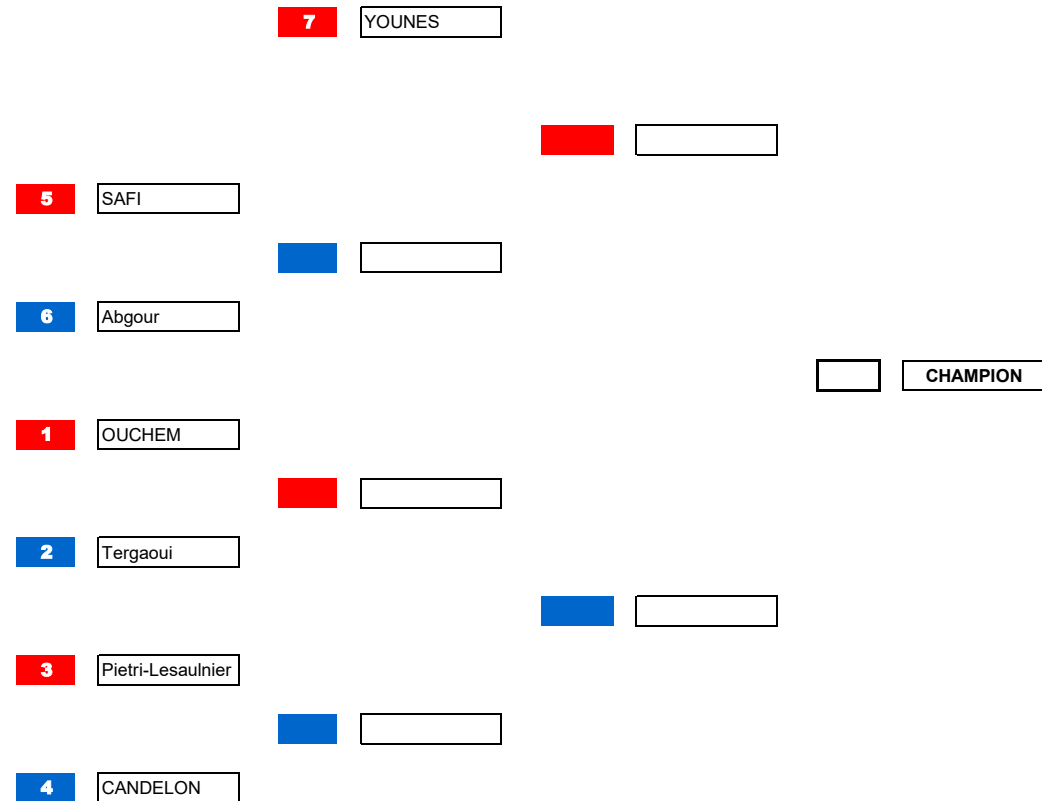 7 YOUNES
5 SAFI
6 Abgour
CHAMPION
1 OUCHEM
2 Tergaoui
3 Pietri-Lesaulnier
4 CANDELON